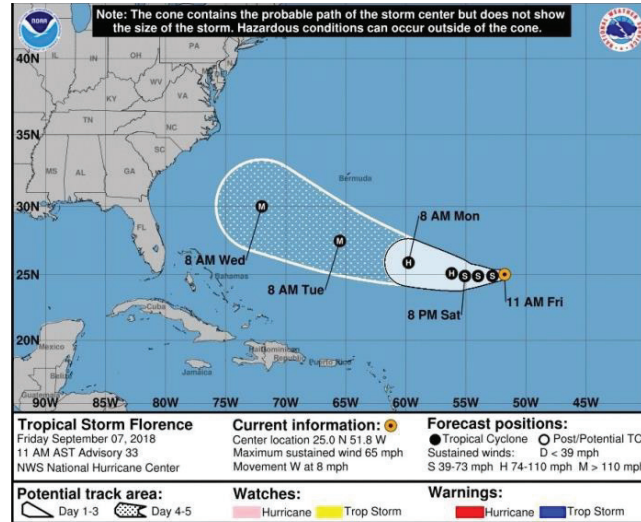 Note: The cone contains the probable path of the storm center but does not show
the size of the storm. Hazardous conditions can occur outside of the cone.
NOAA
40N
35N
30N
25N
20N
IL
IN
OH
PA
NJ
WV
KY
VA
TN
NC
SC
MS
AL
GA
FL
Bermuda
8 AM Mon
M
M
H
H
S
S
S
8 AM Wed
Bahamas
8 AM Tue
8 PM Sat
11 AM Fri
Cuba
Mexico
Belize
Guatemala
Jamaica
Dominican
Republic
Puerto Rico
90W 85W 80W 75W 70W 65W 60W 55W 50W 45W
Tropical Storm Florence
Friday September 07, 2018
11 AM AST Advisory 33
NWS National Hurricane Center
Current information:
Center location 25.0 N 51.8 W
Maximum sustained wind 65 mph
Movement W at 8 mph
Forecast positions:
Tropical Cyclone Post/Potential TC
Sustained winds: D < 39 mph
S 39-73 mph H 74-110 mph M > 110 mph
Potential track area:
Day 1-3 Day 4-5
Watches:
Hurricane Trop Storm
Warnings:
Hurricane Trop Storm